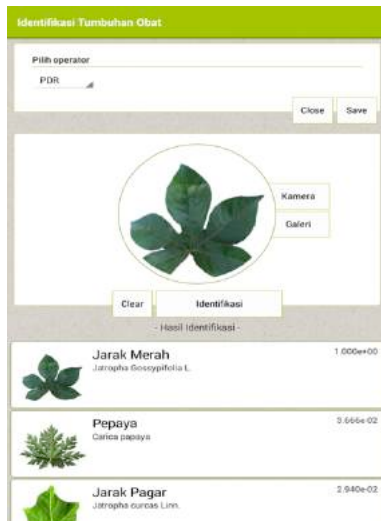 Identifikasi Tumbuhan Obat
Pilih operator
PDR
Close Save
Kamera
Galeri
Clear Identifikasi
- Hasil Identifikasi -
Jarak Merah 1.000e+00
Jatropha Gossypifolia L.
Pepaya 3.666e-02
Carica papaya
Jarak Pagar 2.940e-02
Jatropha curcas Linn.